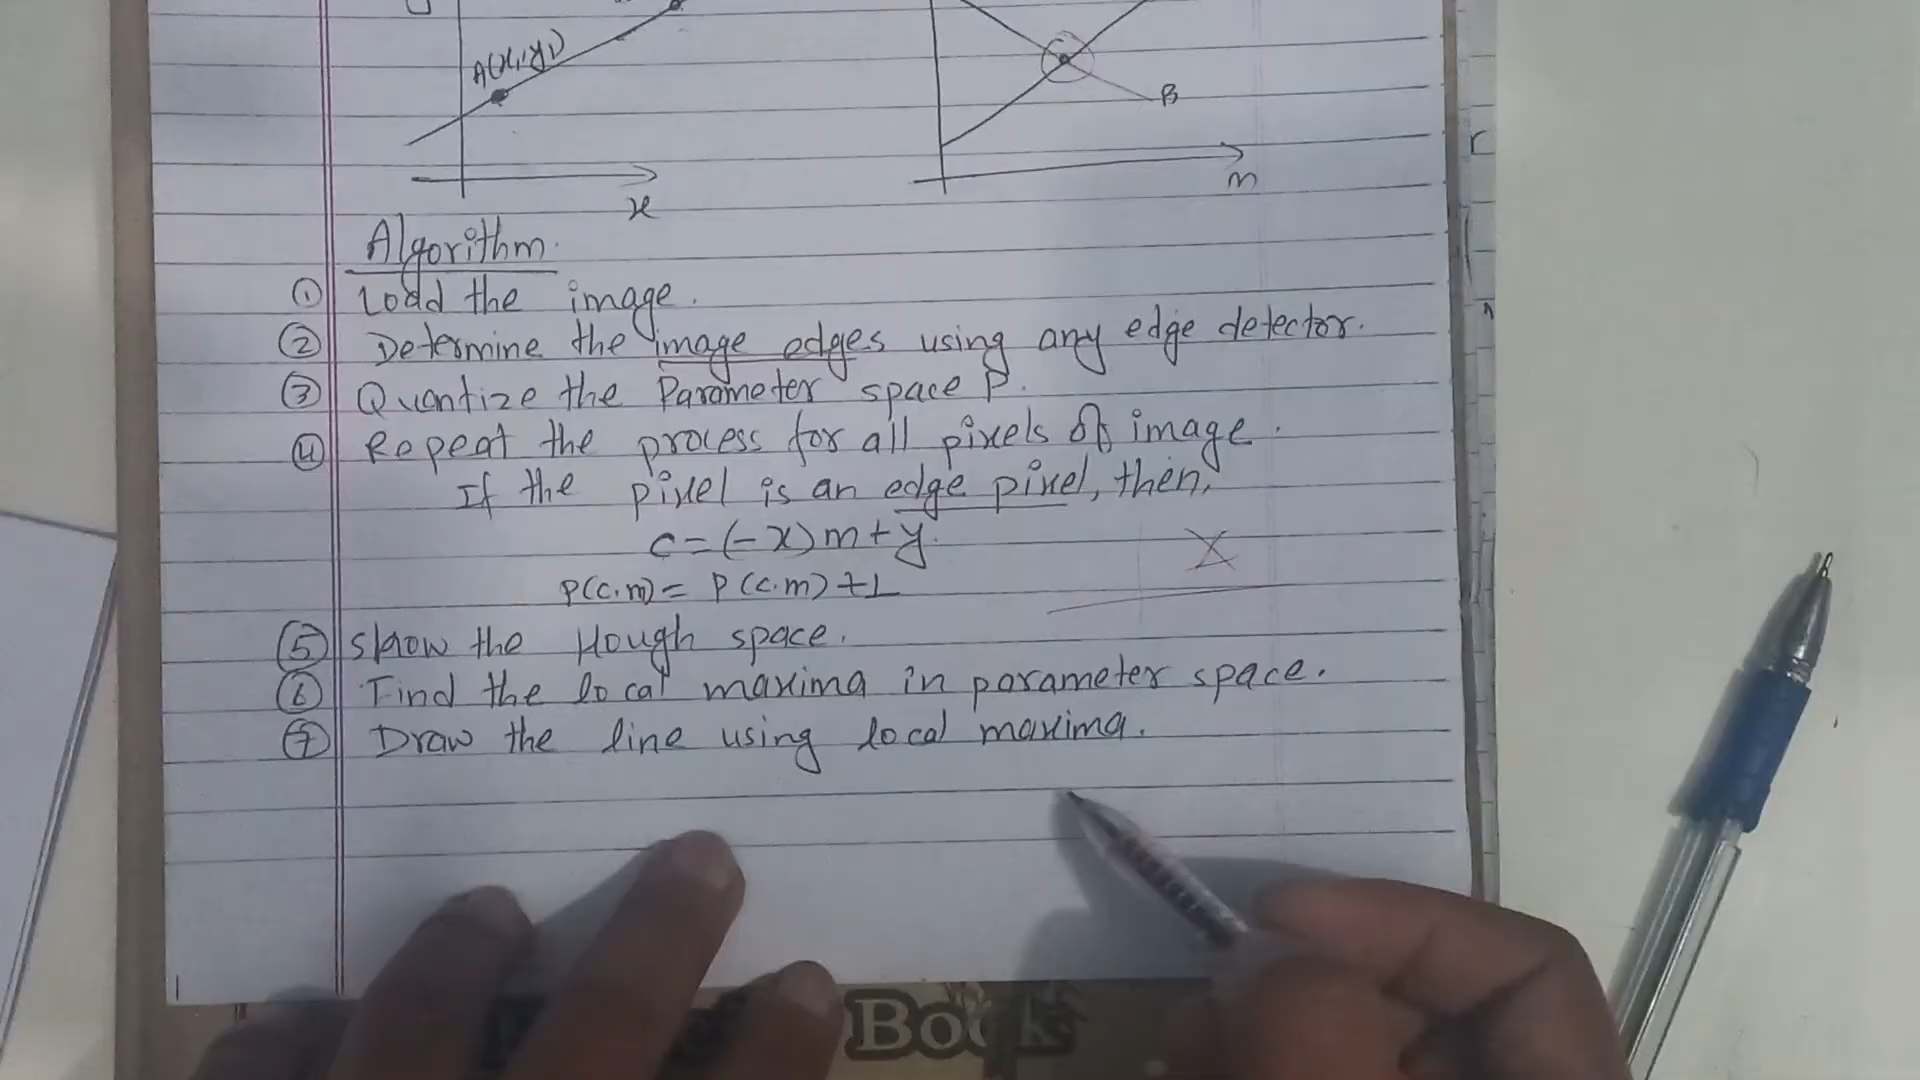 A(x1,y1)
B
x
m
Algorithm.
① Load the image.
② Determine the image edges using any edge detector.
③ Quantize the Parameter space P.
④ Repeat the process for all pixels of image.
If the pixel is an edge pixel, then,
c = (-x) m + y.
P(c,m) = P(c,m) + 1
⑤ Show the Hough space.
⑥ Find the local maxima in parameter space.
⑦ Draw the line using local maxima.